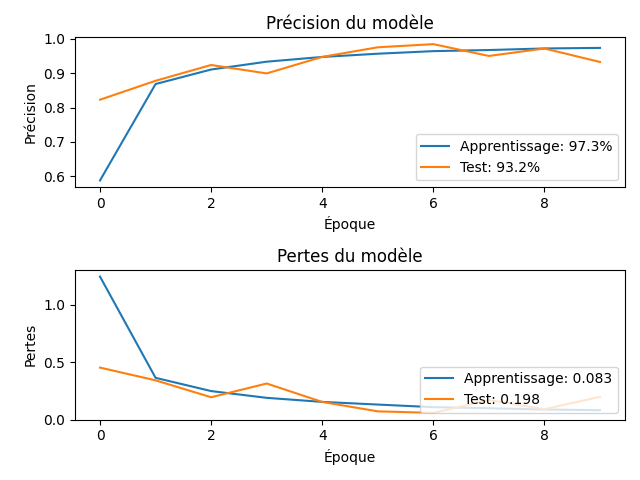 Précision du modèle
1.0
0.9
0.8
0.7
0.6
Précision
Apprentissage: 97.3%
Test: 93.2%
0 2 4 6 8
Époque
Pertes du modèle
1.0
0.5
0.0
Pertes
Apprentissage: 0.083
Test: 0.198
0 2 4 6 8
Époque